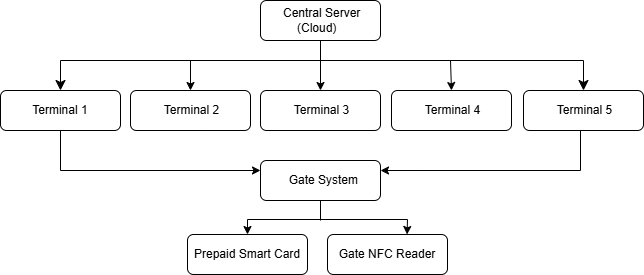 Central Server
(Cloud)
Terminal 1
Terminal 2
Terminal 3
Terminal 4
Terminal 5
Gate System
Prepaid Smart Card
Gate NFC Reader